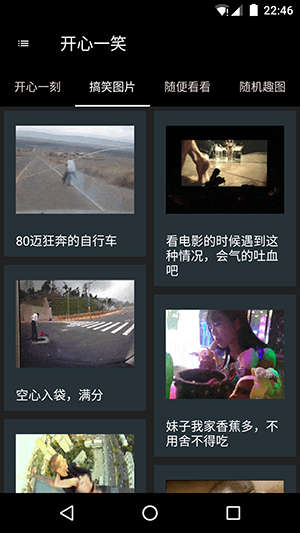 22:46
开心一笑
开心一刻
搞笑图片
随便看看
随机趣图
80迈狂奔的自行车
看电影的时候遇到这
种情况，会气的吐血
吧
空心入袋，满分
妹子我家香蕉多，不
用舍不得吃